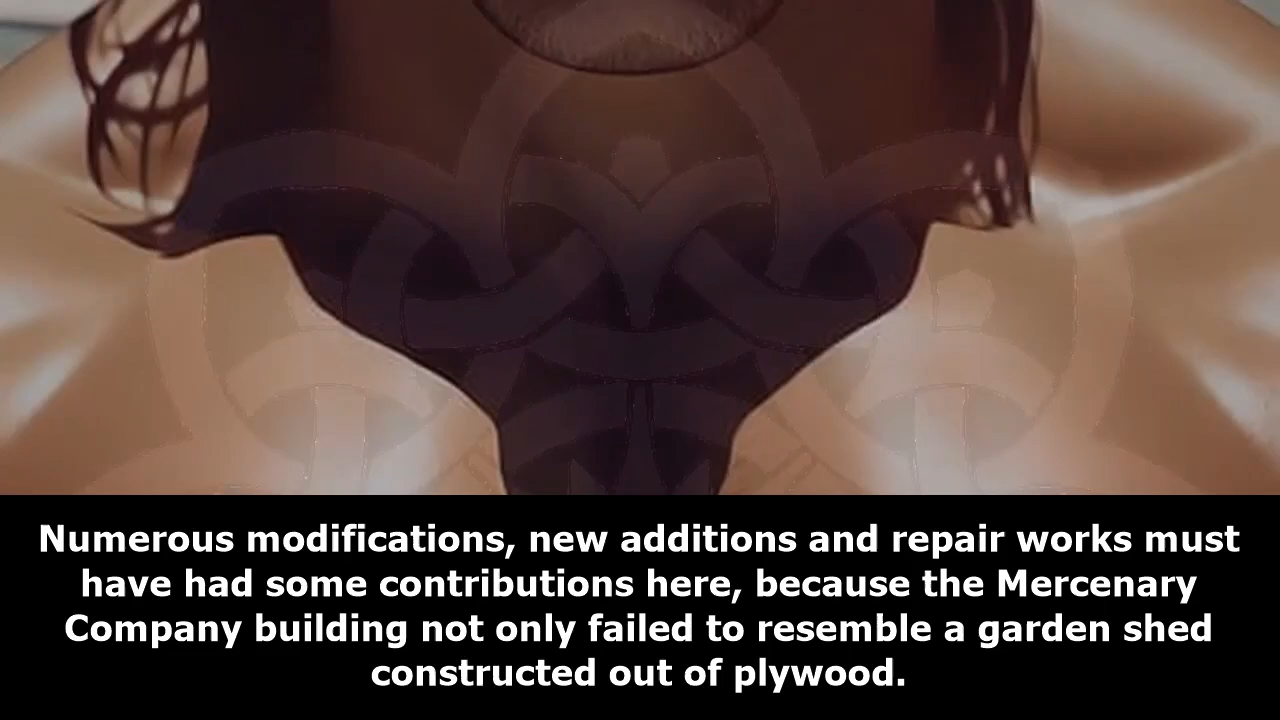 Numerous modifications, new additions and repair works must
have had some contributions here, because the Mercenary
Company building not only failed to resemble a garden shed
constructed out of plywood.